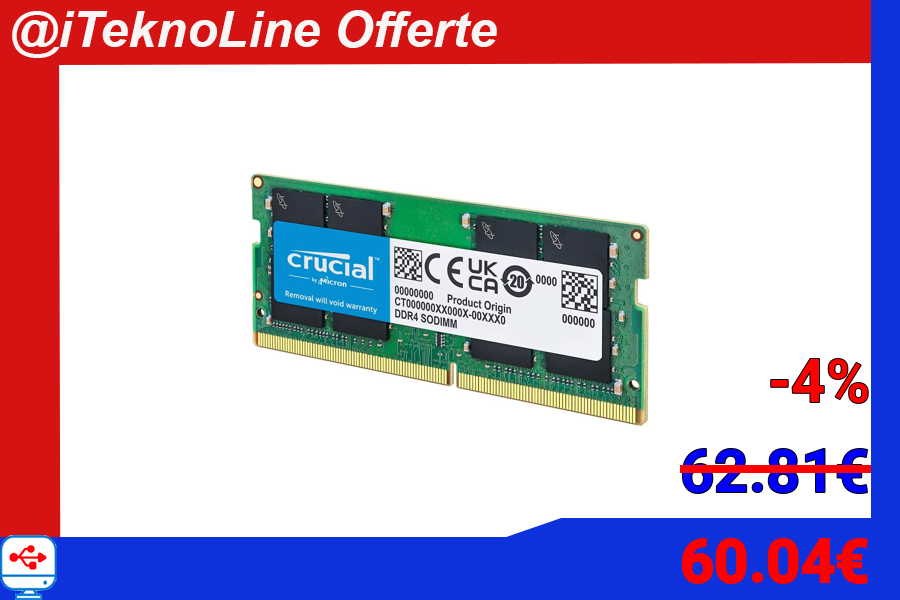 @iTeknoLine Offerte
crucial™
by Micron
Removal will void warranty
CE UK CA 20 0000
00000000 Product Origin
CT000000XX000X-00XXX0
DDR4 SODIMM
000000
-4%
62.81€
60.04€